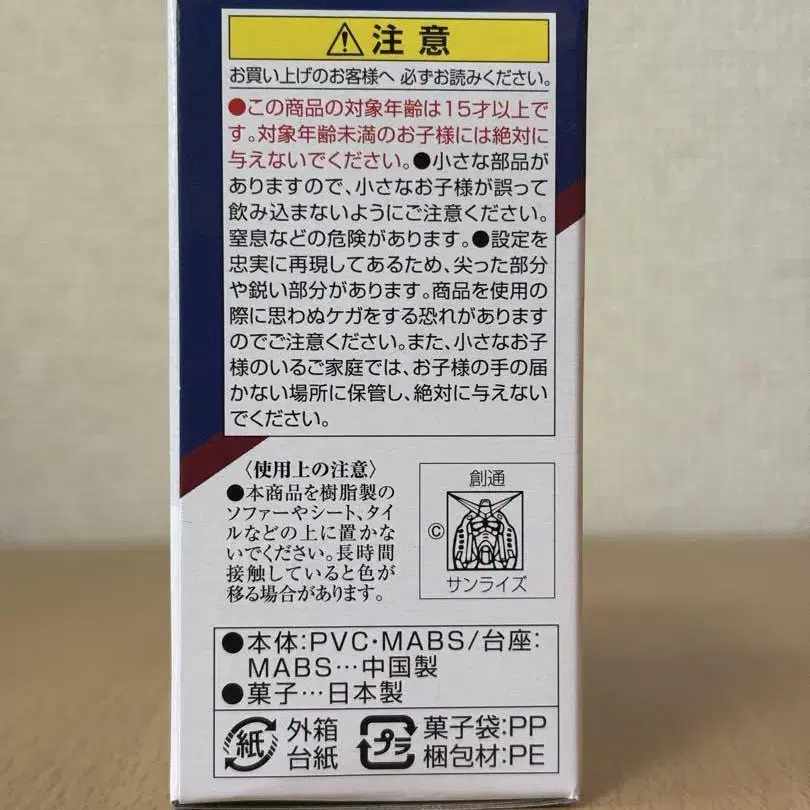 注意
お買い上げのお客様へ 必ずお読みください。
●この商品の対象年齢は15才以上で
す。対象年齢未満のお子様には絶対に
与えないでください。●小さな部品が
ありますので、小さなお子様が誤って
飲み込まないようにご注意ください。
窒息などの危険があります。●設定を
忠実に再現してあるため、尖った部分
や鋭い部分があります。商品を使用の
際に思わぬケガをする恐れがあります
のでご注意ください。また、小さなお子
様のいるご家庭では、お子様の手の届
かない場所に保管し、絶対に与えない
でください。
〈使用上の注意〉
●本商品を樹脂製の
ソファーやシート、タイ
ルなどの上に置かな
いでください。長時間
接触していると色が
移る場合があります。
創通
©
サンライズ
●本体:PVC・MABS/台座:
MABS…中国製
●菓子…日本製
紙 外箱
台紙
プラ 菓子袋:PP
梱包材:PE